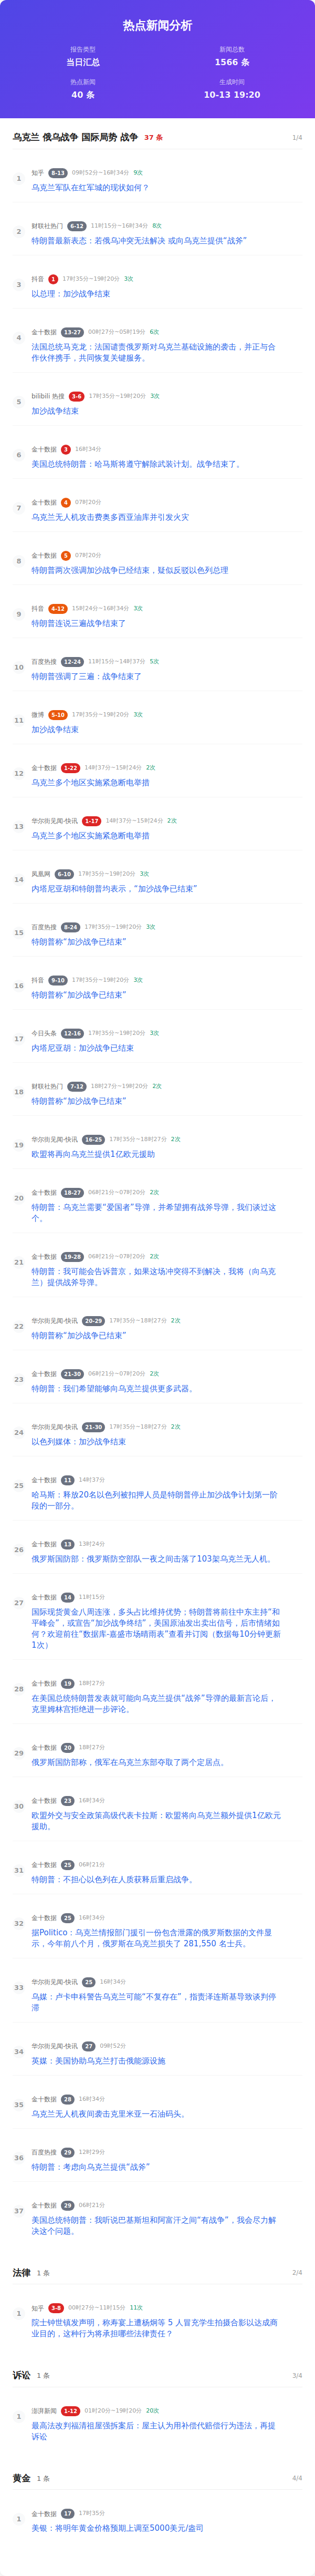 热点新闻分析
报告类型
当日汇总
新闻总数
1566 条
热点新闻
40 条
生成时间
10-13 19:20
乌克兰 俄乌战争 国际局势 战争 37 条 1/4
1
知乎 8-13 09时52分~16时34分 9次
乌克兰军队在红军城的现状如何？
2
财联社热门 6-12 11时15分~16时34分 8次
特朗普最新表态：若俄乌冲突无法解决 或向乌克兰提供“战斧”
3
抖音 1 17时35分~19时20分 3次
以总理：加沙战争结束
4
金十数据 13-27 00时27分~05时19分 6次
法国总统马克龙：法国谴责俄罗斯对乌克兰基础设施的袭击，并正与合
作伙伴携手，共同恢复关键服务。
5
bilibili 热搜 3-6 17时35分~19时20分 3次
加沙战争结束
6
金十数据 3 16时34分
美国总统特朗普：哈马斯将遵守解除武装计划。战争结束了。
7
金十数据 4 07时20分
乌克兰无人机攻击费奥多西亚油库并引发火灾
8
金十数据 5 07时20分
特朗普两次强调加沙战争已经结束，疑似反驳以色列总理
9
抖音 4-12 15时24分~16时34分 3次
特朗普连说三遍战争结束了
10
百度热搜 12-24 11时15分~14时37分 5次
特朗普强调了三遍：战争结束了
11
微博 5-10 17时35分~19时20分 3次
加沙战争结束
12
金十数据 1-22 14时37分~15时24分 2次
乌克兰多个地区实施紧急断电举措
13
华尔街见闻-快讯 1-17 14时37分~15时24分 2次
乌克兰多个地区实施紧急断电举措
14
凤凰网 6-10 17时35分~19时20分 3次
内塔尼亚胡和特朗普均表示，“加沙战争已结束”
15
百度热搜 8-24 17时35分~19时20分 3次
特朗普称“加沙战争已结束”
16
抖音 9-10 17时35分~19时20分 3次
特朗普称“加沙战争已结束”
17
今日头条 12-16 17时35分~19时20分 3次
内塔尼亚胡：加沙战争已结束
18
财联社热门 7-12 18时27分~19时20分 2次
特朗普称“加沙战争已结束”
19
华尔街见闻-快讯 16-25 17时35分~18时27分 2次
欧盟将再向乌克兰提供1亿欧元援助
20
金十数据 18-27 06时21分~07时20分 2次
特朗普：乌克兰需要“爱国者”导弹，并希望拥有战斧导弹，我们谈过这
个。
21
金十数据 19-28 06时21分~07时20分 2次
特朗普：我可能会告诉普京，如果这场冲突得不到解决，我将（向乌克
兰）提供战斧导弹。
22
华尔街见闻-快讯 20-29 17时35分~18时27分 2次
特朗普称“加沙战争已结束”
23
金十数据 21-30 06时21分~07时20分 2次
特朗普：我们希望能够向乌克兰提供更多武器。
24
华尔街见闻-快讯 21-30 17时35分~18时27分 2次
以色列媒体：加沙战争结束
25
金十数据 11 14时37分
哈马斯：释放20名以色列被扣押人员是特朗普停止加沙战争计划第一阶
段的一部分。
26
金十数据 13 13时24分
俄罗斯国防部：俄罗斯防空部队一夜之间击落了103架乌克兰无人机。
27
金十数据 14 11时15分
国际现货黄金八周连涨，多头占比维持优势；特朗普将前往中东主持“和
平峰会”，或宣告“加沙战争终结”，美国原油发出卖出信号，后市情绪如
何？欢迎前往“数据库-嘉盛市场晴雨表”查看并订阅（数据每10分钟更新
1次）
28
金十数据 19 18时27分
在美国总统特朗普发表就可能向乌克兰提供“战斧”导弹的最新言论后，
克里姆林宫拒绝进一步评论。
29
金十数据 20 18时27分
俄罗斯国防部称，俄军在乌克兰东部夺取了两个定居点。
30
金十数据 23 16时34分
欧盟外交与安全政策高级代表卡拉斯：欧盟将向乌克兰额外提供1亿欧元
援助。
31
金十数据 25 06时21分
特朗普：不担心以色列在人质获释后重启战争。
32
金十数据 25 16时34分
据Politico：乌克兰情报部门援引一份包含泄露的俄罗斯数据的文件显
示，今年前八个月，俄罗斯在乌克兰损失了 281,550 名士兵。
33
华尔街见闻-快讯 25 16时34分
乌媒：卢卡申科警告乌克兰可能“不复存在”，指责泽连斯基导致谈判停
滞
34
华尔街见闻-快讯 27 09时52分
英媒：美国协助乌克兰打击俄能源设施
35
金十数据 28 16时34分
乌克兰无人机夜间袭击克里米亚一石油码头。
36
百度热搜 29 12时29分
特朗普：考虑向乌克兰提供“战斧”
37
金十数据 29 06时21分
美国总统特朗普：我听说巴基斯坦和阿富汗之间“有战争”，我会尽力解
决这个问题。
法律 1 条 2/4
1
知乎 3-8 00时27分~11时15分 11次
院士钟世镇发声明，称寿宴上遭杨炯等 5 人冒充学生拍摄合影以达成商
业目的，这种行为将承担哪些法律责任？
诉讼 1 条 3/4
1
澎湃新闻 1-12 01时20分~19时20分 20次
最高法改判福清祖屋强拆案后：屋主认为用补偿代赔偿行为违法，再提
诉讼
黄金 1 条 4/4
1
金十数据 17 17时35分
美银：将明年黄金价格预期上调至5000美元/盎司